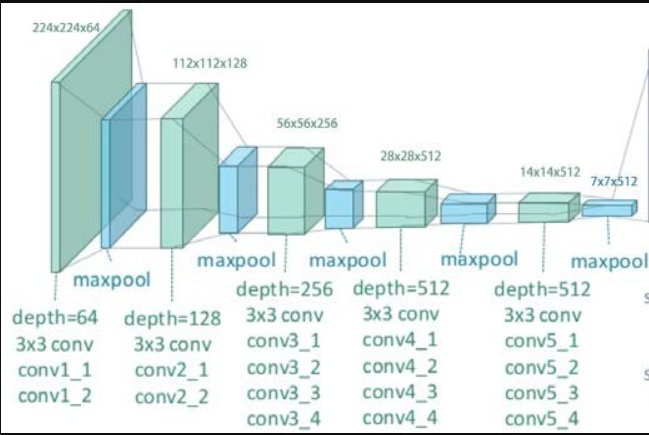 224x224x64
112x112x128
56x56x256
28x28x512
14x14x512
7x7x512
maxpool
maxpool
maxpool
maxpool
maxpool
depth=64
3x3 conv
conv1_1
conv1_2
depth=128
3x3 conv
conv2_1
conv2_2
depth=256
3x3 conv
conv3_1
conv3_2
conv3_3
conv3_4
depth=512
3x3 conv
conv4_1
conv4_2
conv4_3
conv4_4
depth=512
3x3 conv
conv5_1
conv5_2
conv5_3
conv5_4